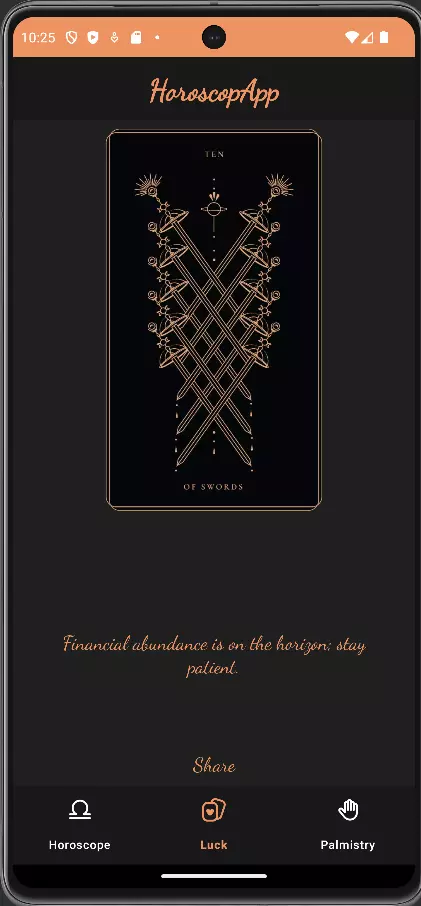 10:25
HoroscopApp
TEN
OF SWORDS
Financial abundance is on the horizon; stay
patient.
Share
Horoscope
Luck
Palmistry